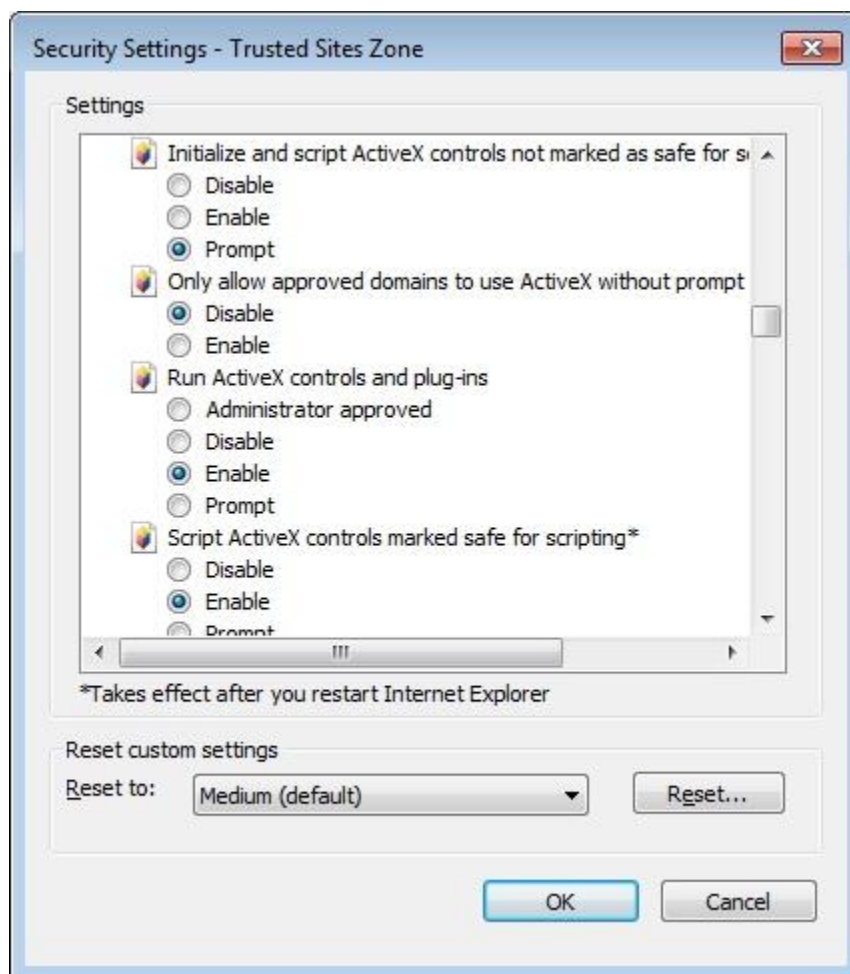 Security Settings - Trusted Sites Zone
Settings
Initialize and script ActiveX controls not marked as safe for s
Disable
Enable
Prompt
Only allow approved domains to use ActiveX without prompt
Disable
Enable
Run ActiveX controls and plug-ins
Administrator approved
Disable
Enable
Prompt
Script ActiveX controls marked safe for scripting*
Disable
Enable
Prompt
*Takes effect after you restart Internet Explorer
Reset custom settings
Reset to:
Medium (default)
Reset...
OK
Cancel